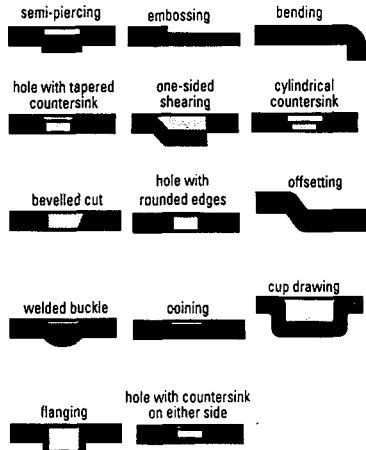 semi-piercing
embossing
bending
hole with tapered
countersink
one-sided
shearing
cylindrical
countersink
bevelled cut
hole with
rounded edges
offsetting
welded buckle
coining
cup drawing
flanging
hole with countersink
on either side